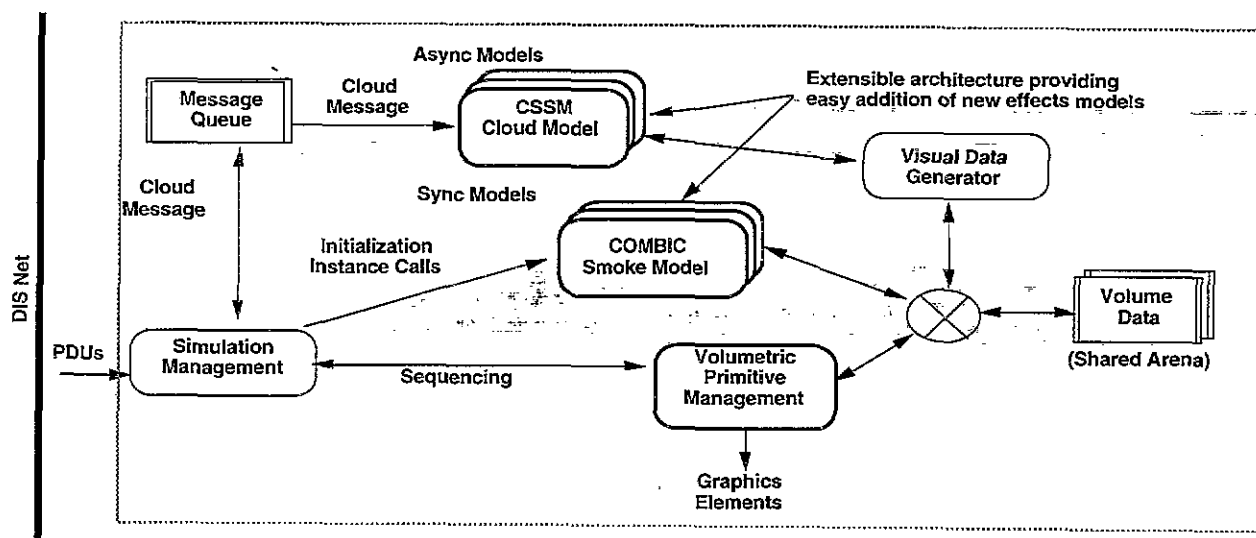 Async Models
Message
Queue
Cloud
Message
CSSM
Cloud Model
Extensible architecture providing
easy addition of new effects models
Visual Data
Generator
Cloud
Message
Sync Models
Initialization
Instance Calls
COMBIC
Smoke Model
DIS Net
PDUs
Simulation
Management
Sequencing
Volumetric
Primitive
Management
Volume
Data
(Shared Arena)
Graphics
Elements